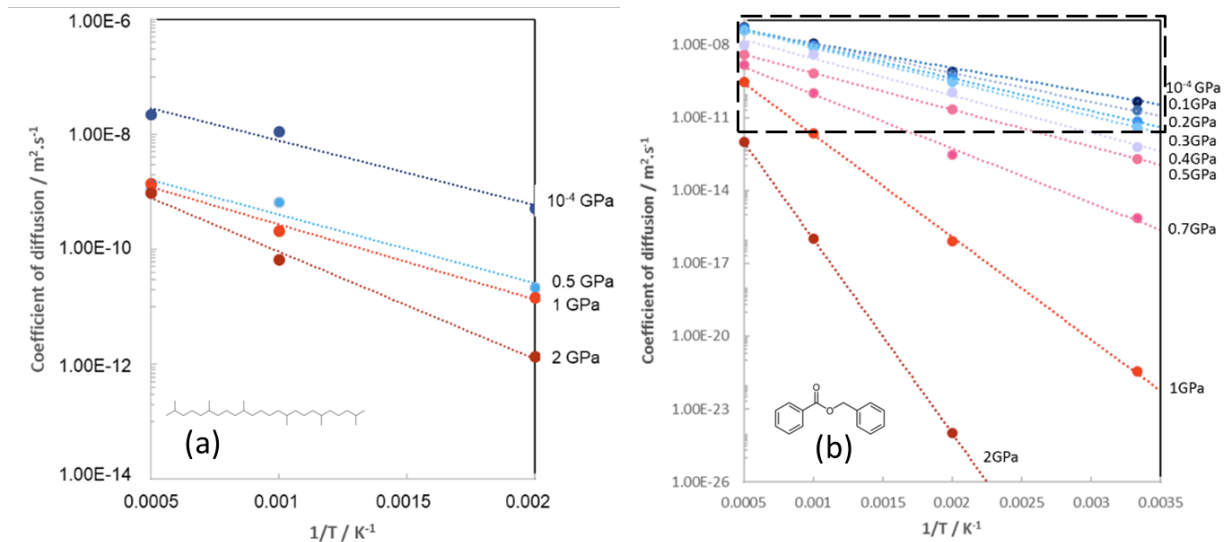 1.00E-6
1.00E-8
1.00E-10
1.00E-12
1.00E-14
Coefficient of diffusion / m².s⁻¹
10⁻⁴ GPa
0.5 GPa
1 GPa
2 GPa
(a)
0.0005
0.001
0.0015
0.002
1/T / K⁻¹
1.00E-08
1.00E-11
1.00E-14
1.00E-17
1.00E-20
1.00E-23
1.00E-26
Coefficient of diffusion / m².s⁻¹
10⁻⁴ GPa
0.1GPa
0.2GPa
0.3GPa
0.4GPa
0.5GPa
0.7GPa
1GPa
2GPa
O
O
(b)
0.0005
0.001
0.0015
0.002
0.0025
0.003
0.0035
1/T / K⁻¹